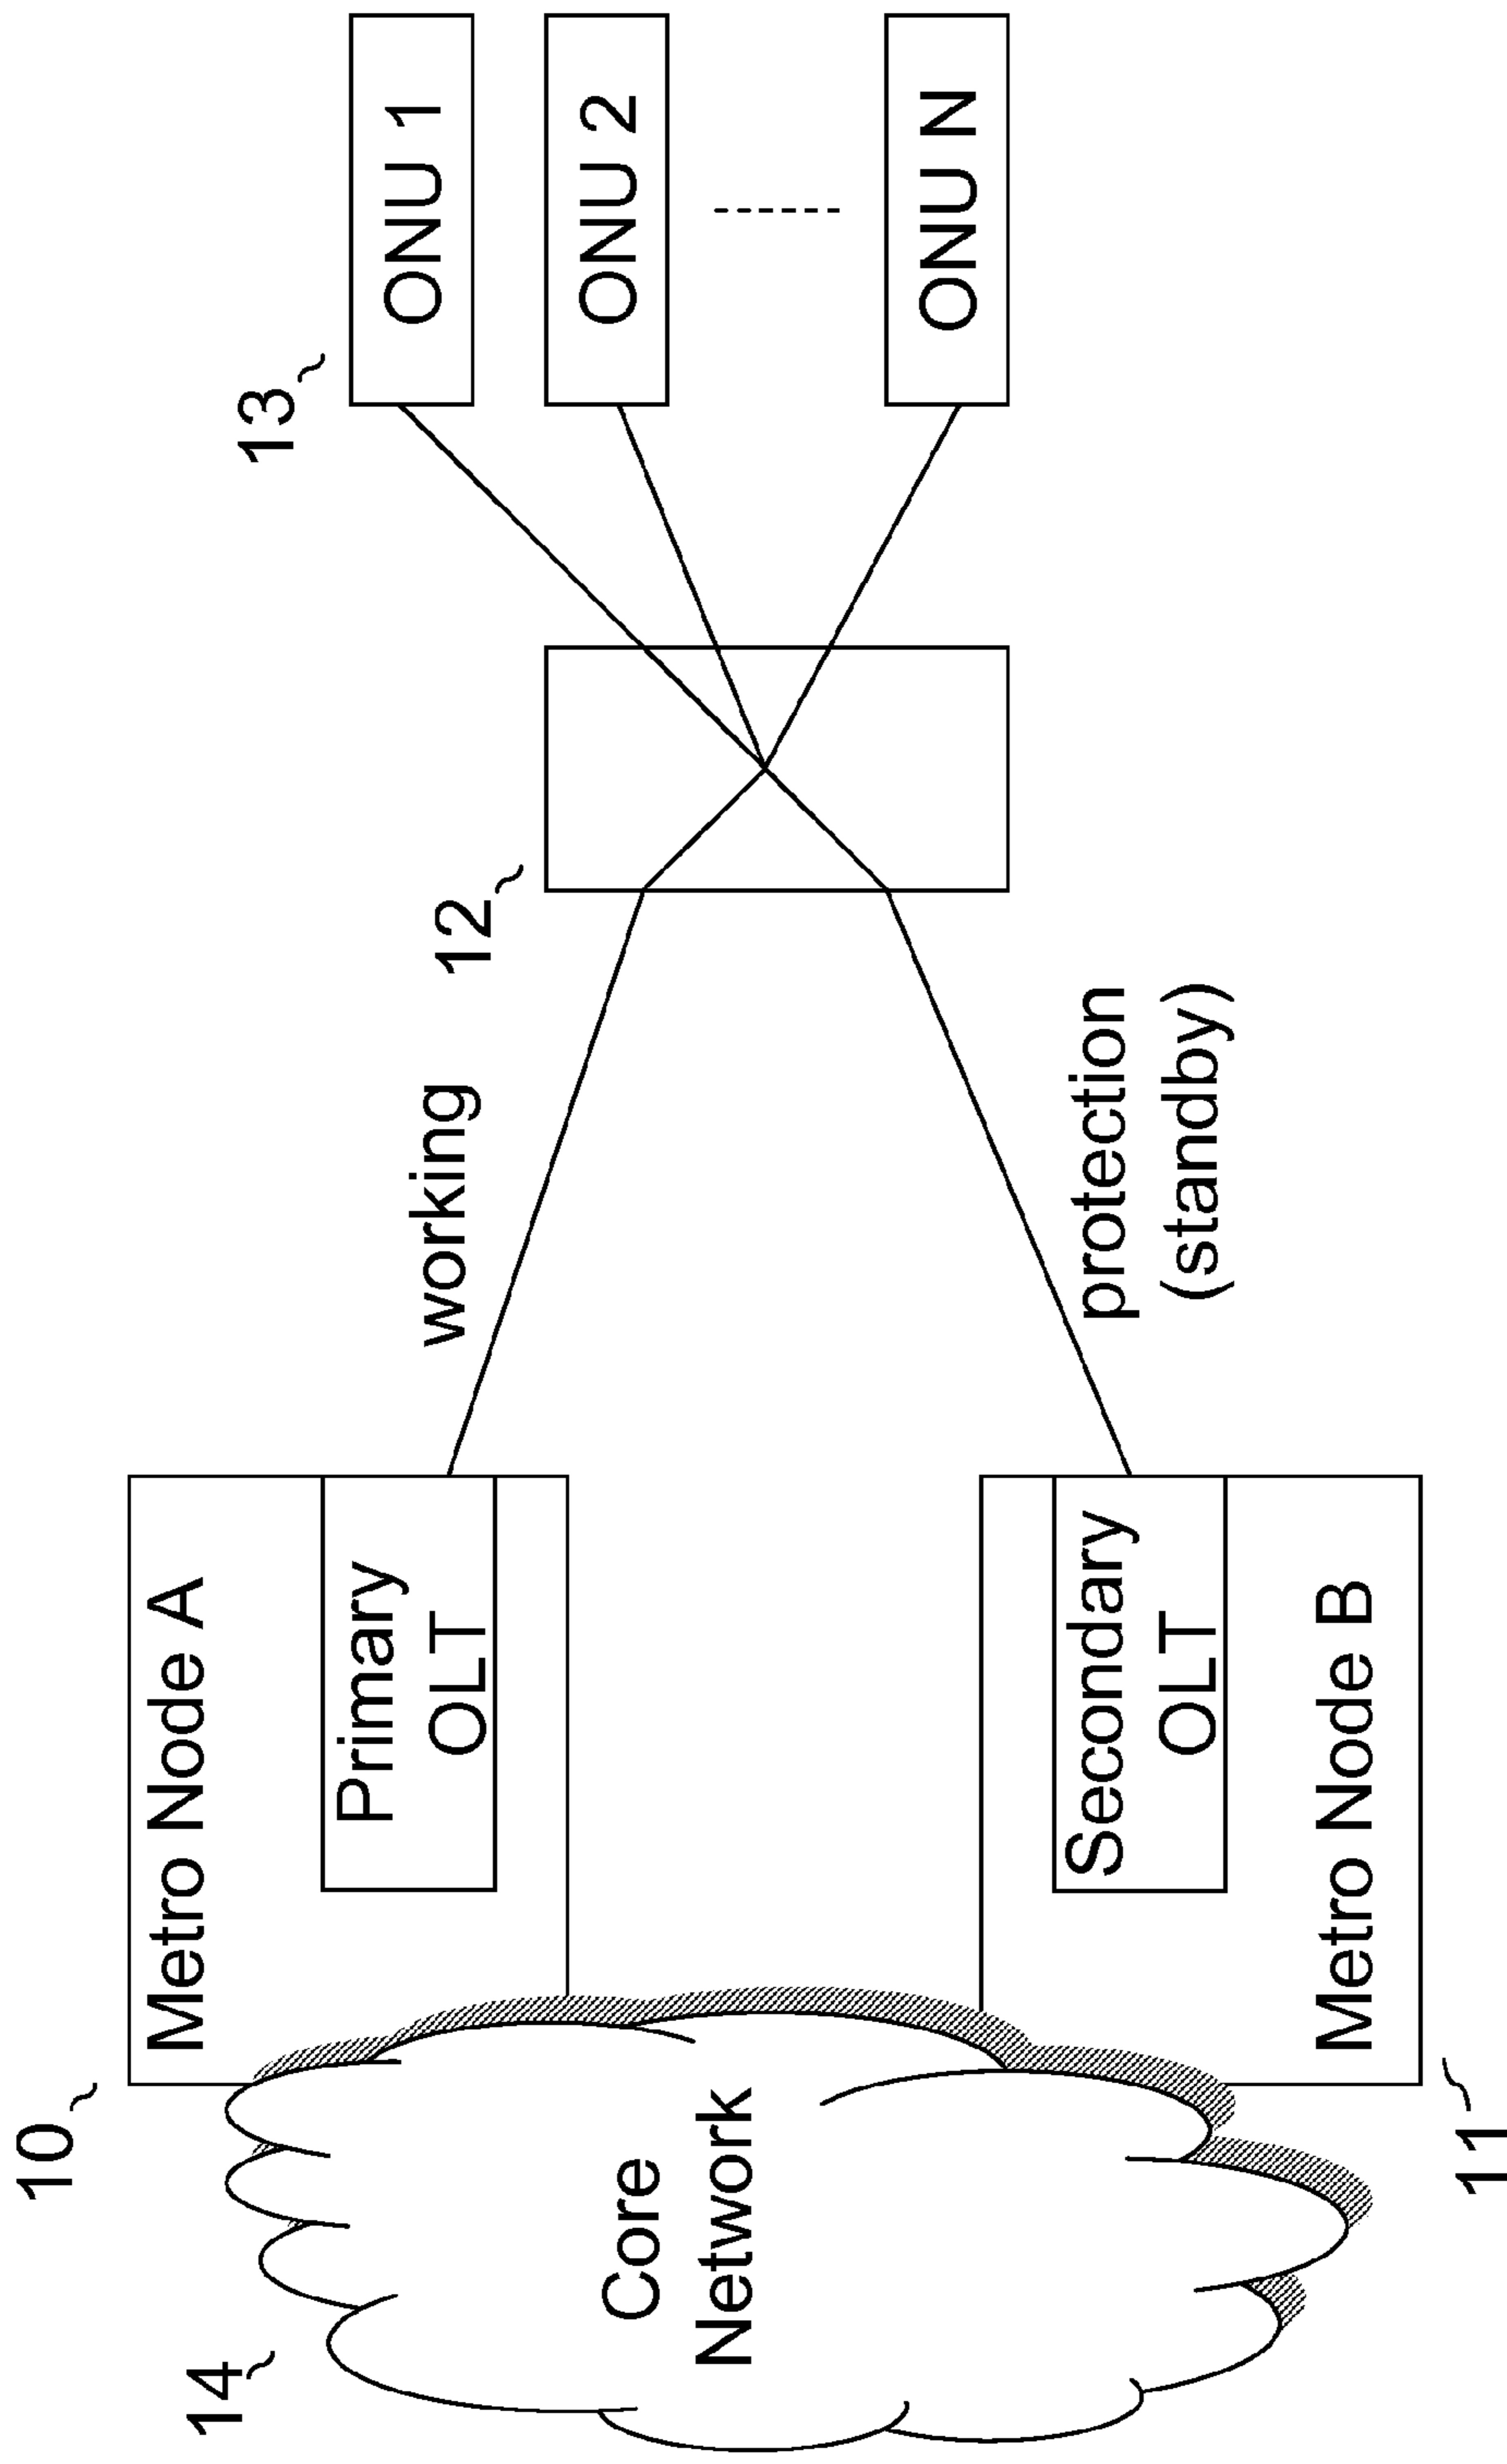 10
Metro Node A
Primary
OLT
14
Core
Network
working
12
13
ONU 1
ONU 2
ONU N
protection
(standby)
Secondary
OLT
Metro Node B
11